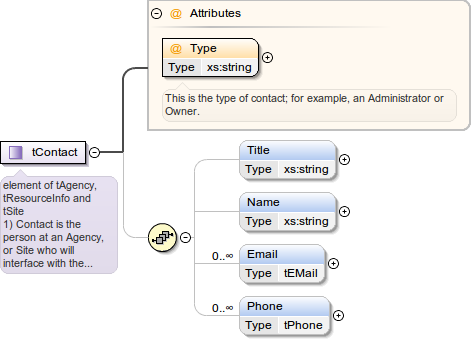 @ Attributes
@ Type
Type xs:string
This is the type of contact; for example, an Administrator or
Owner.
tContact
element of tAgency,
tResourceInfo and
tSite
1) Contact is the
person at an Agency,
or Site who will
interface with the...
Title
Type xs:string
Name
Type xs:string
0..∞
Email
Type tEMail
0..∞
Phone
Type tPhone